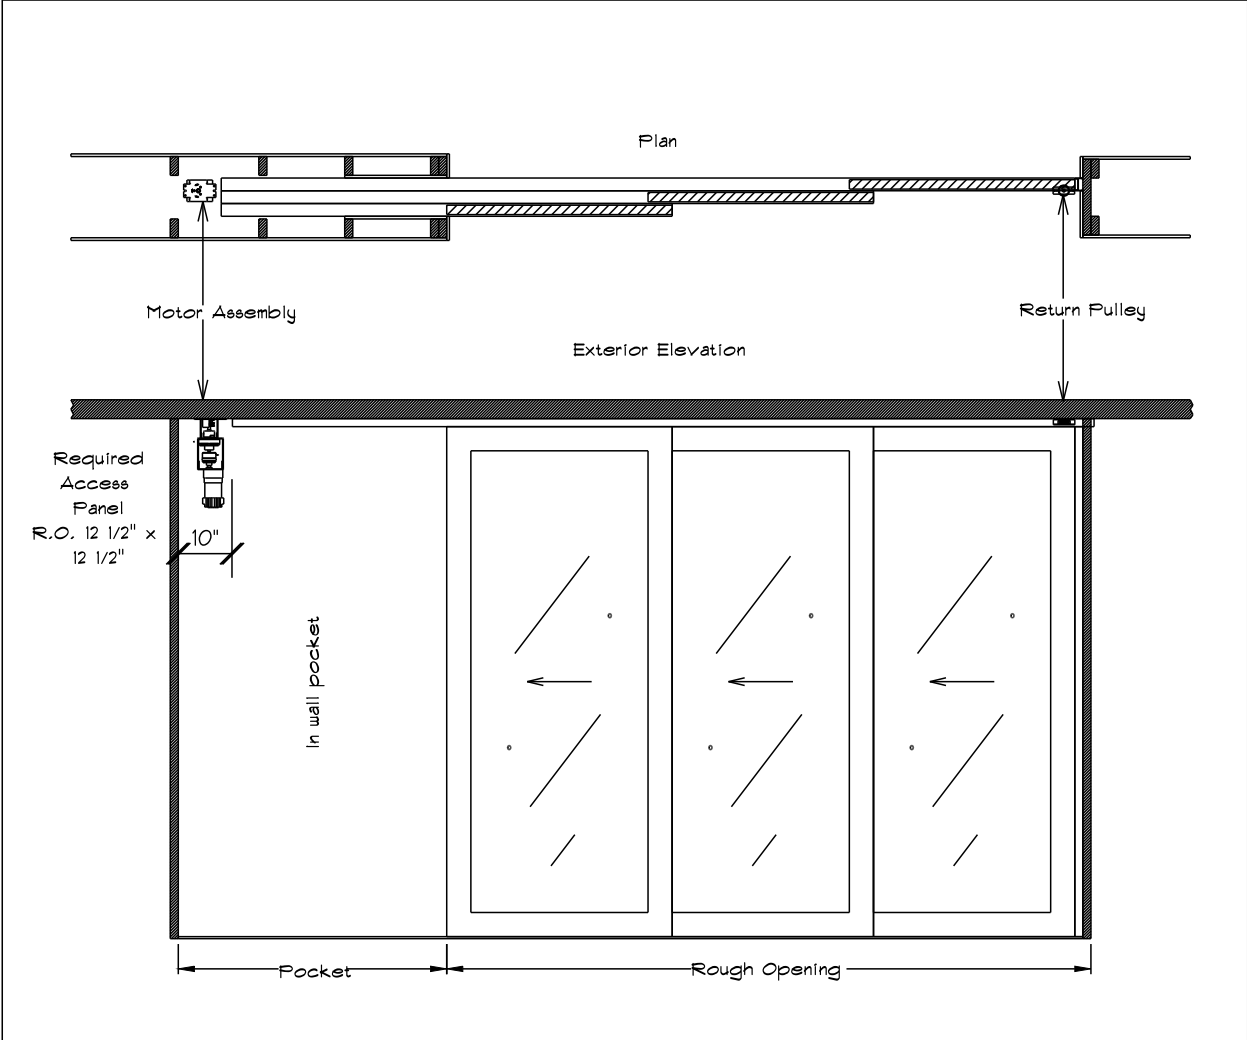 Plan
Motor Assembly
Return Pulley
Exterior Elevation
Required
Access
Panel
R.O. 12 1/2" x
12 1/2"
10"
In wall pocket
Pocket
Rough Opening